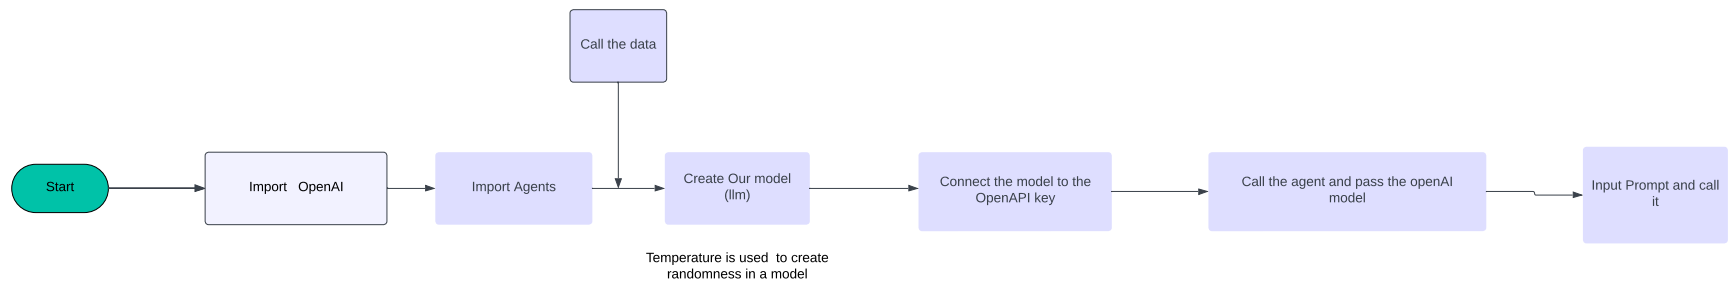 Call the data
Start
Import   OpenAI
Import Agents
Create Our model
(llm)
Connect the model to the
OpenAPI key
Call the agent and pass the openAI
model
Input Prompt and call
it
Temperature is used  to create
randomness in a model